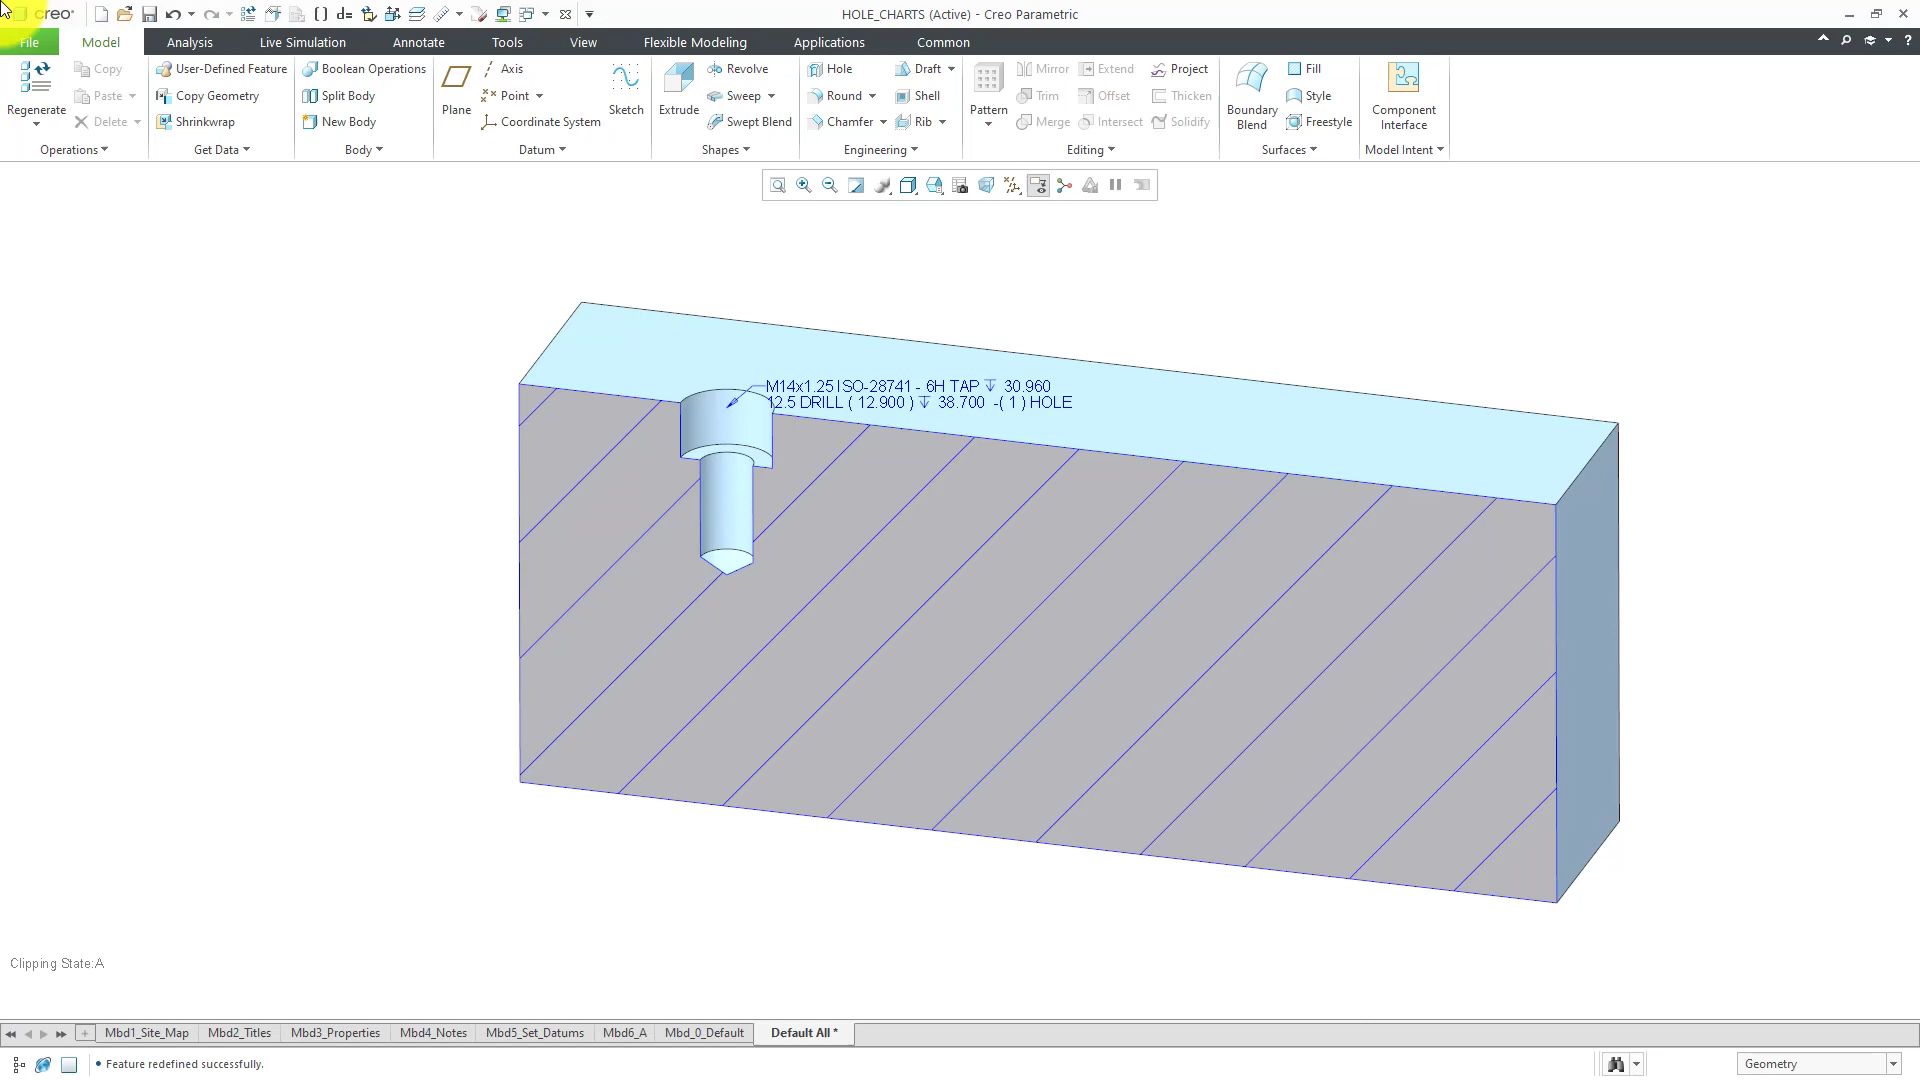 creo
d=
HOLE_CHARTS (Active) - Creo Parametric
File
Model
Analysis
Live Simulation
Annotate
Tools
View
Flexible Modeling
Applications
Common
Regenerate
Copy
Paste
Delete
Operations
User-Defined Feature
Copy Geometry
Shrinkwrap
Get Data
Boolean Operations
Split Body
New Body
Body
Plane
Axis
Point
Coordinate System
Sketch
Datum
Extrude
Revolve
Sweep
Swept Blend
Shapes
Hole
Round
Chamfer
Draft
Shell
Rib
Engineering
Pattern
Mirror
Trim
Merge
Extend
Offset
Intersect
Project
Thicken
Solidify
Editing
Boundary
Blend
Fill
Style
Freestyle
Surfaces
Component
Interface
Model Intent
M14x1.25 ISO-28741 - 6H TAP ↧ 30.960
12.5 DRILL ( 12.900 ) ↧ 38.700 -( 1 ) HOLE
Clipping State:A
Mbd1_Site_Map
Mbd2_Titles
Mbd3_Properties
Mbd4_Notes
Mbd5_Set_Datums
Mbd6_A
Mbd_0_Default
Default All *
• Feature redefined successfully.
Geometry